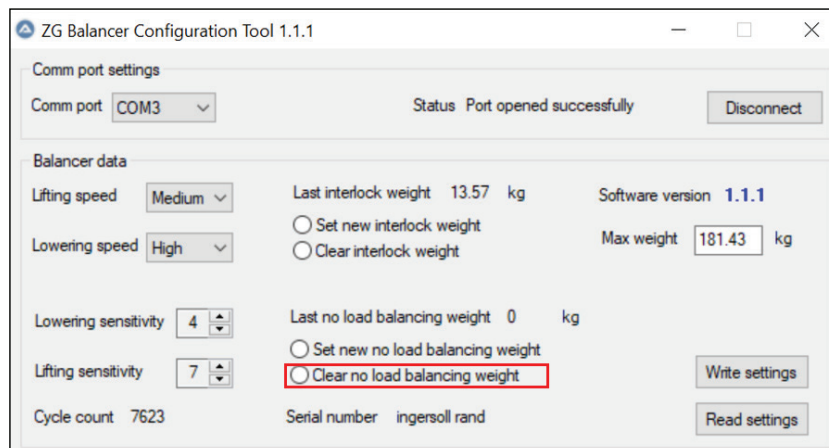 ZG Balancer Configuration Tool 1.1.1
Comm port settings
Comm port COM3 Status Port opened successfully Disconnect
Balancer data
Lifting speed Medium Last interlock weight 13.57 kg Software version 1.1.1
Set new interlock weight
Lowering speed High Clear interlock weight Max weight 181.43 kg
Lowering sensitivity 4 Last no load balancing weight 0 kg
Set new no load balancing weight
Lifting sensitivity 7 Clear no load balancing weight Write settings
Cycle count 7623 Serial number ingersoll rand Read settings